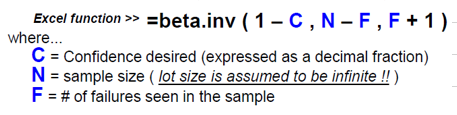 Excel function >> =beta.inv ( 1 – C , N – F , F + 1 )
where...
C = Confidence desired (expressed as a decimal fraction)
N = sample size ( lot size is assumed to be infinite !! )
F = # of failures seen in the sample